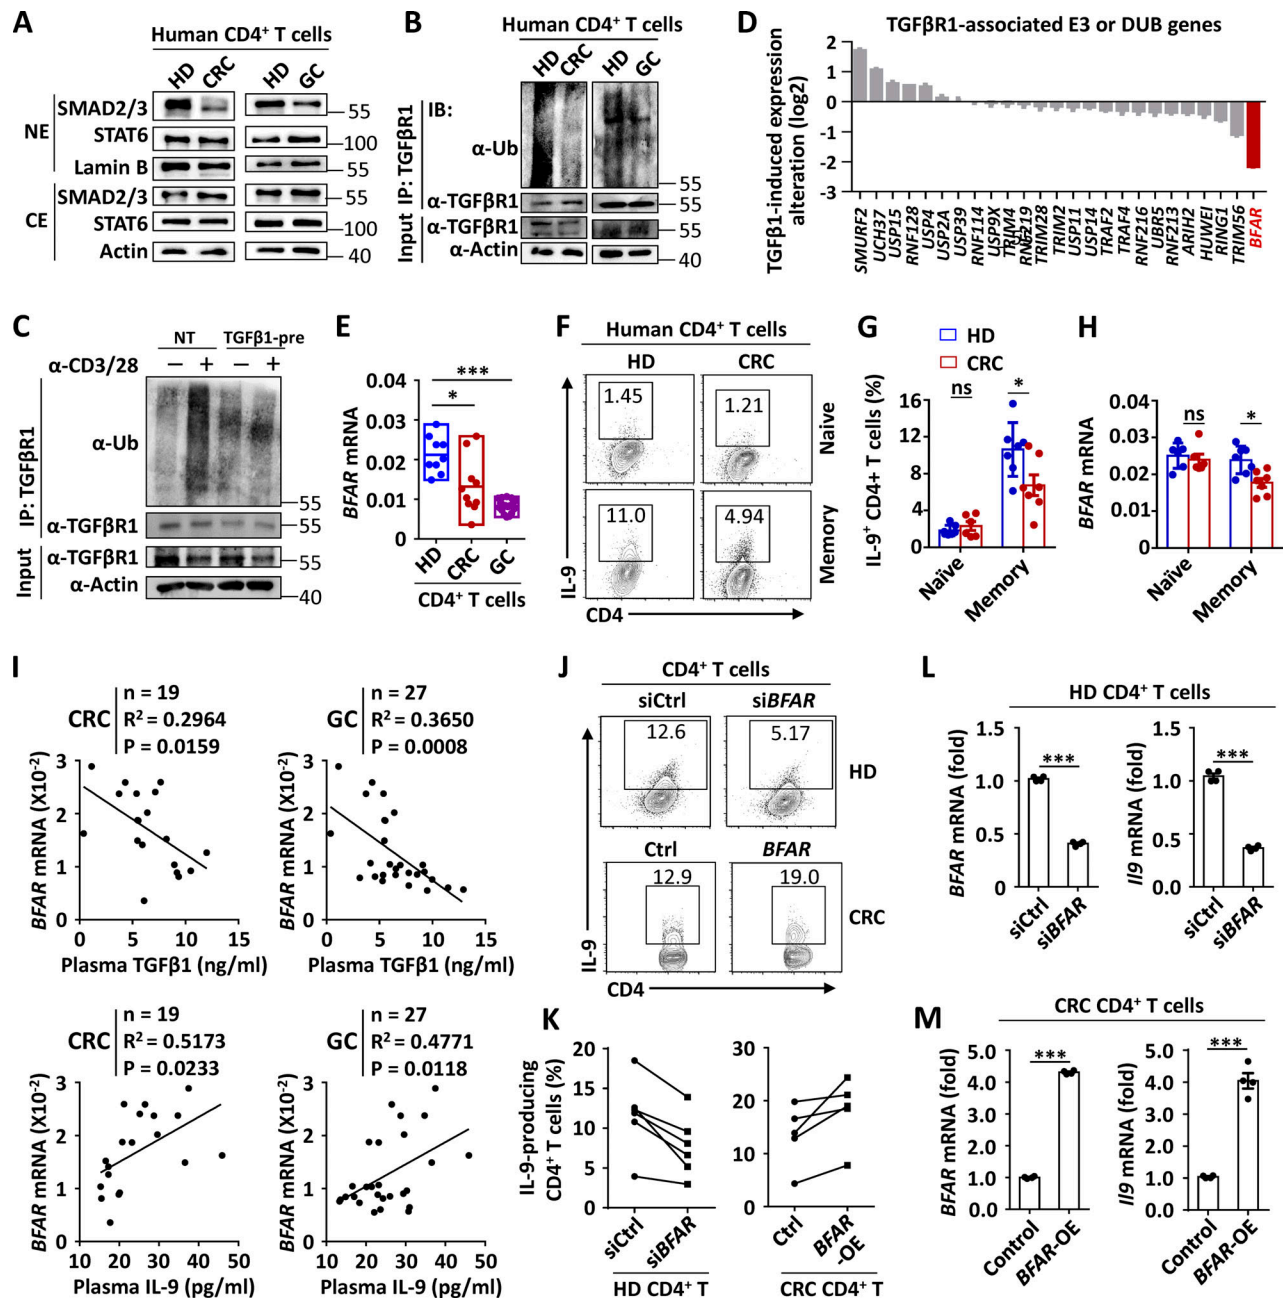 A
Human CD4⁺ T cells
HD CRC HD GC
NE
SMAD2/3
55
STAT6
100
Lamin B
55
CE
SMAD2/3
55
STAT6
100
Actin
40
B
Human CD4⁺ T cells
HD CRC HD GC
IB:
IP: TGFβR1
α-Ub
55
α-TGFβR1
55
Input
α-TGFβR1
55
α-Actin
40
D
TGFβR1-associated E3 or DUB genes
TGFβ1-induced expression
alteration (log2)
2
1
0
-1
-2
-3
SMURF2 UCH37 USP15 RNF128 USP4 USP2A USP39 RNF114 USP9X TRIM4 RNF219 TRIM28 TRIM2 USP11 USP14 TRAF2 TRAF4 RNF216 UBR5 RNF213 ARIH2 HUWEI RING1 TRIM56 BFAR
C
NT TGFβ1-pre
α-CD3/28 − + − +
IP: TGFβR1
α-Ub
55
α-TGFβR1
55
Input
α-TGFβR1
55
α-Actin
40
E
BFAR mRNA
0.04
0.03
0.02
0.01
0
***
*
HD CRC GC
CD4⁺ T cells
F
Human CD4⁺ T cells
HD CRC
1.45 1.21
Naïve
11.0 4.94
Memory
IL-9
CD4
G
HD
CRC
IL-9⁺ CD4+ T cells (%)
16
12
8
4
0
ns *
Naïve Memory
H
BFAR mRNA
0.04
0.03
0.02
0.01
0
ns *
Naïve Memory
I
CRC
n = 19
R² = 0.2964
P = 0.0159
BFAR mRNA (X10⁻²)
3
2
1
0
0 5 10 15
Plasma TGFβ1 (ng/ml)
GC
n = 27
R² = 0.3650
P = 0.0008
BFAR mRNA (X10⁻²)
3
2
1
0
0 5 10 15
Plasma TGFβ1 (ng/ml)
CRC
n = 19
R² = 0.5173
P = 0.0233
BFAR mRNA (X10⁻²)
3
2
1
0
10 20 30 40 50
Plasma IL-9 (pg/ml)
GC
n = 27
R² = 0.4771
P = 0.0118
BFAR mRNA (X10⁻²)
3
2
1
0
10 20 30 40 50
Plasma IL-9 (pg/ml)
J
CD4⁺ T cells
siCtrl siBFAR
12.6 5.17
HD
Ctrl BFAR
12.9 19.0
CRC
IL-9
CD4
K
IL-9-producing
CD4⁺ T cells (%)
20
15
10
5
0
siCtrl siBFAR
HD CD4⁺ T
30
20
10
0
Ctrl BFAR
-OE
CRC CD4⁺ T
L
HD CD4⁺ T cells
BFAR mRNA (fold)
1.5
1.0
0.5
0
***
siCtrl siBFAR
Il9 mRNA (fold)
1.5
1.0
0.5
0.0
***
siCtrl siBFAR
M
CRC CD4⁺ T cells
BFAR mRNA (fold)
5.0
4.0
3.0
2.0
1.0
0.0
***
Control BFAR-OE
Il9 mRNA (fold)
5.0
4.0
3.0
2.0
1.0
0.0
***
Control BFAR-OE